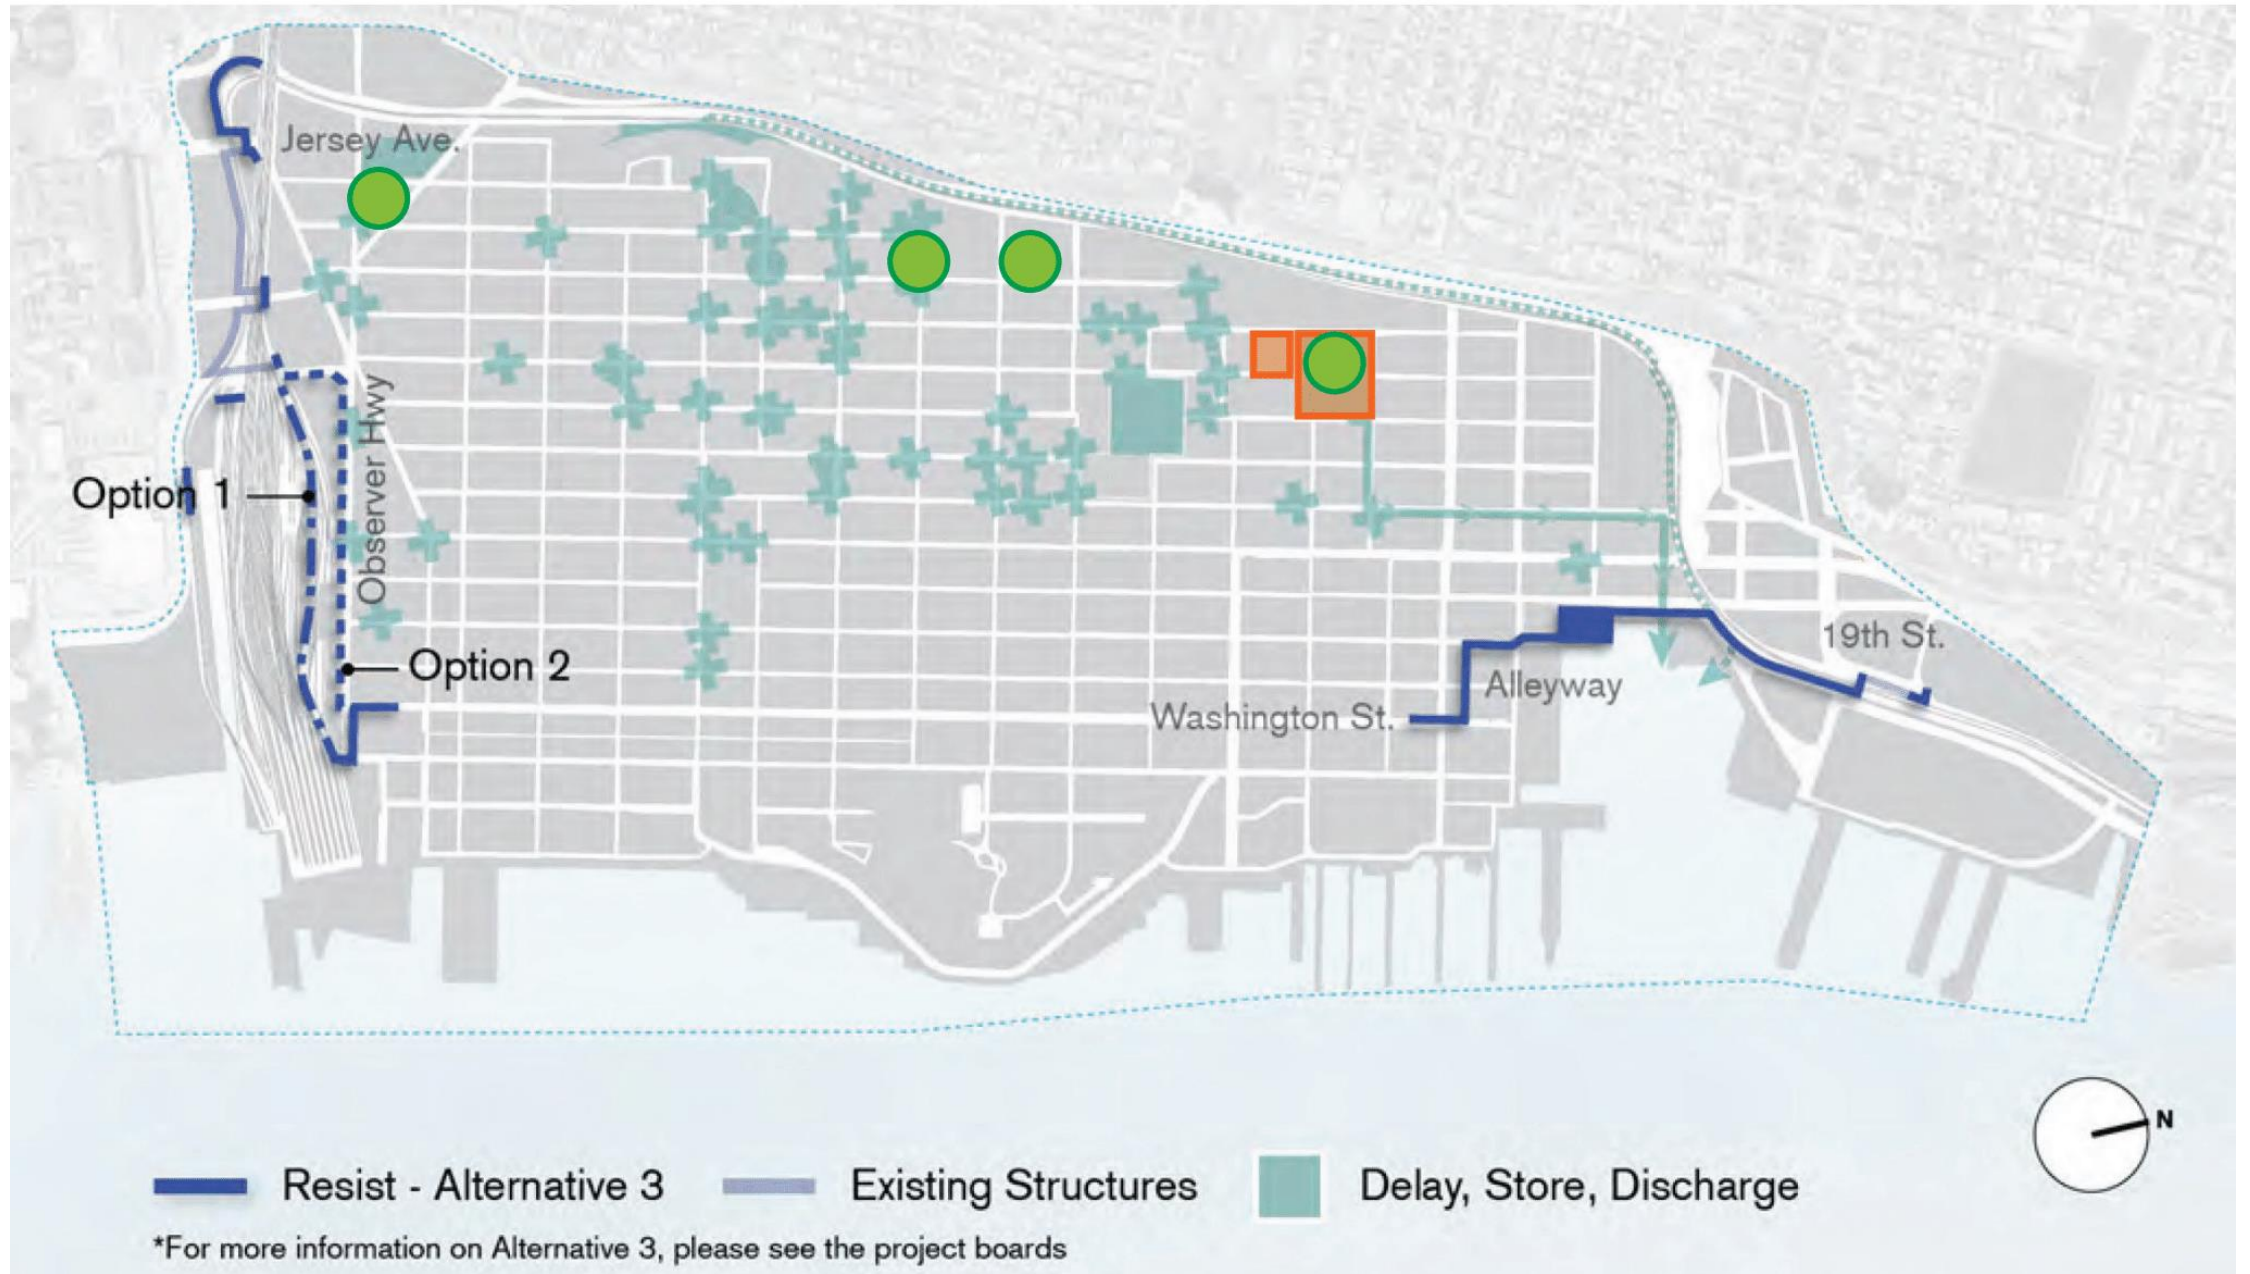 Jersey Ave.
Option 1
Observer Hwy
Option 2
19th St.
Alleyway
Washington St.
N
Resist - Alternative 3
Existing Structures
Delay, Store, Discharge
*For more information on Alternative 3, please see the project boards